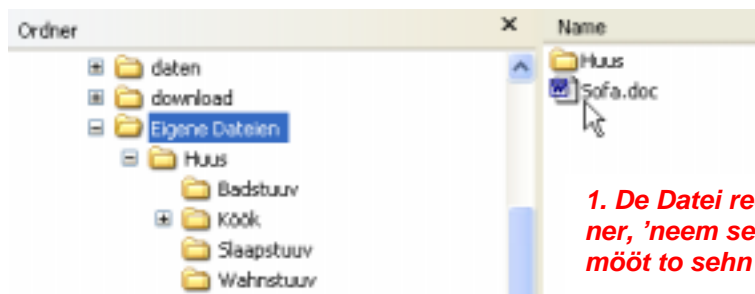 Ordner
daten
download
Eigene Dateien
Huus
Badstuuv
Köök
Slaapstuuv
Wahnstuuv
Name
Huus
Sofa.doc
1. De Datei re
ner, 'neem se
mööt to sehn